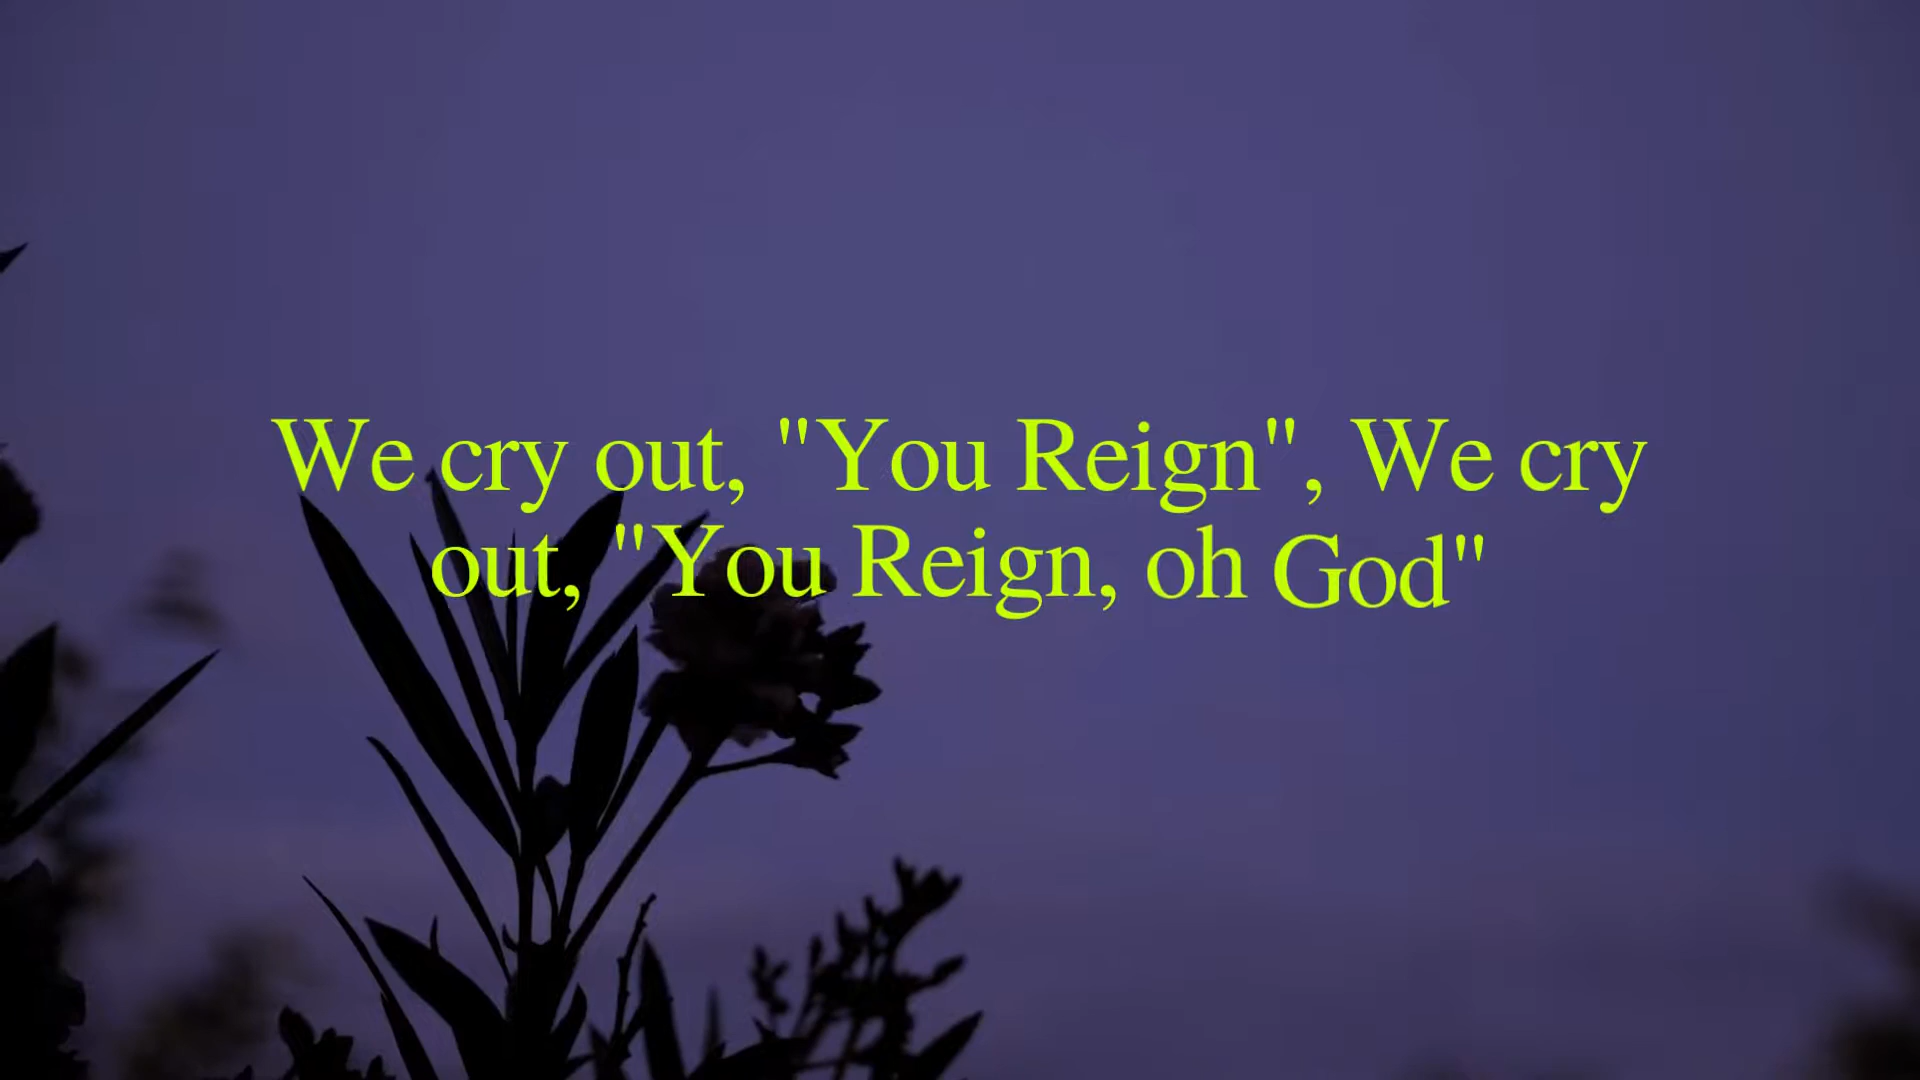 We cry out, "You Reign", We cry
out, "You Reign, oh God"